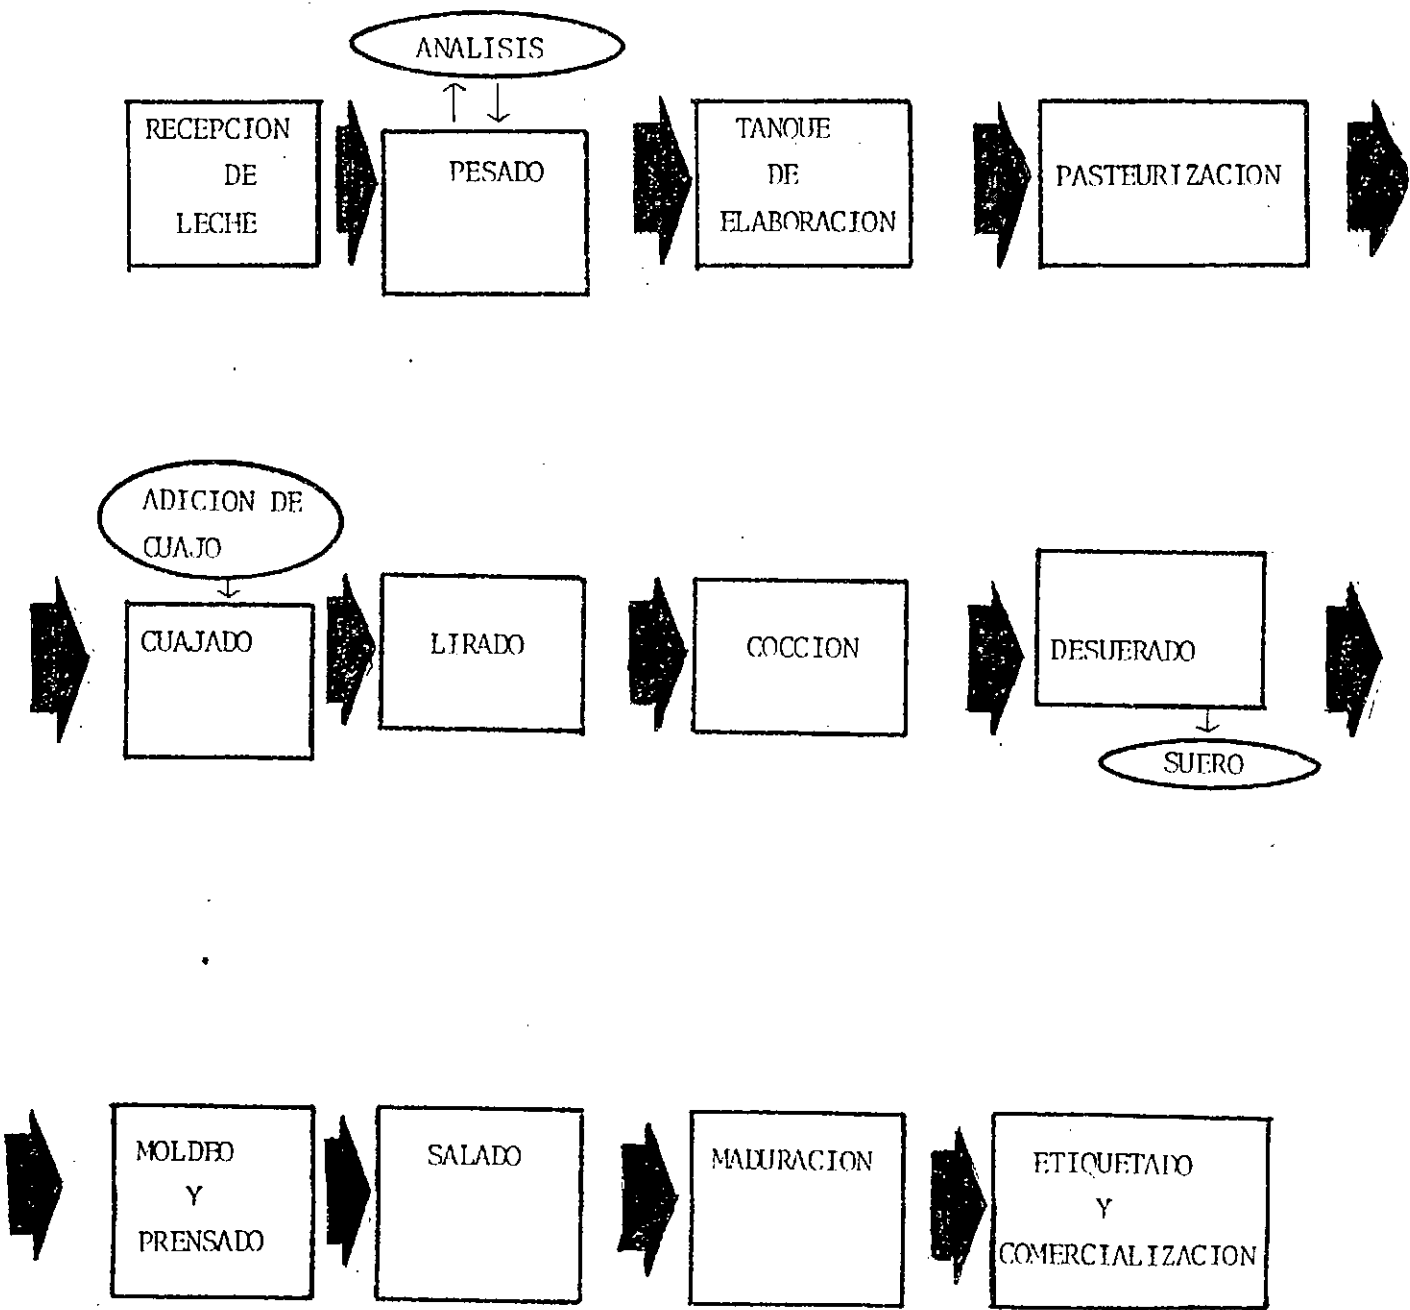 ANALISIS
RECEPCION
DE
LECHE
PESADO
TANQUE
DE
ELABORACION
PASTEURIZACION
ADICION DE
CUAJO
CUAJADO
LIRADO
COCCION
DESUERADO
SUERO
MOLDEO
Y
PRENSADO
SALADO
MADURACION
ETIQUETADO
Y
COMERCIALIZACION